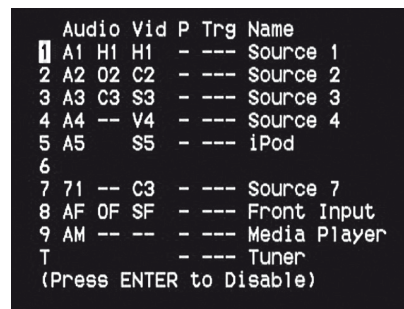 Audio Vid P Trg Name
1 A1 H1 H1 - --- Source 1
2 A2 O2 C2 - --- Source 2
3 A3 C3 S3 - --- Source 3
4 A4 -- V4 - --- Source 4
5 A5 S5 - --- iPod
6
7 71 -- C3 - --- Source 7
8 AF OF SF - --- Front Input
9 AM -- -- - --- Media Player
T - --- Tuner
(Press ENTER to Disable)